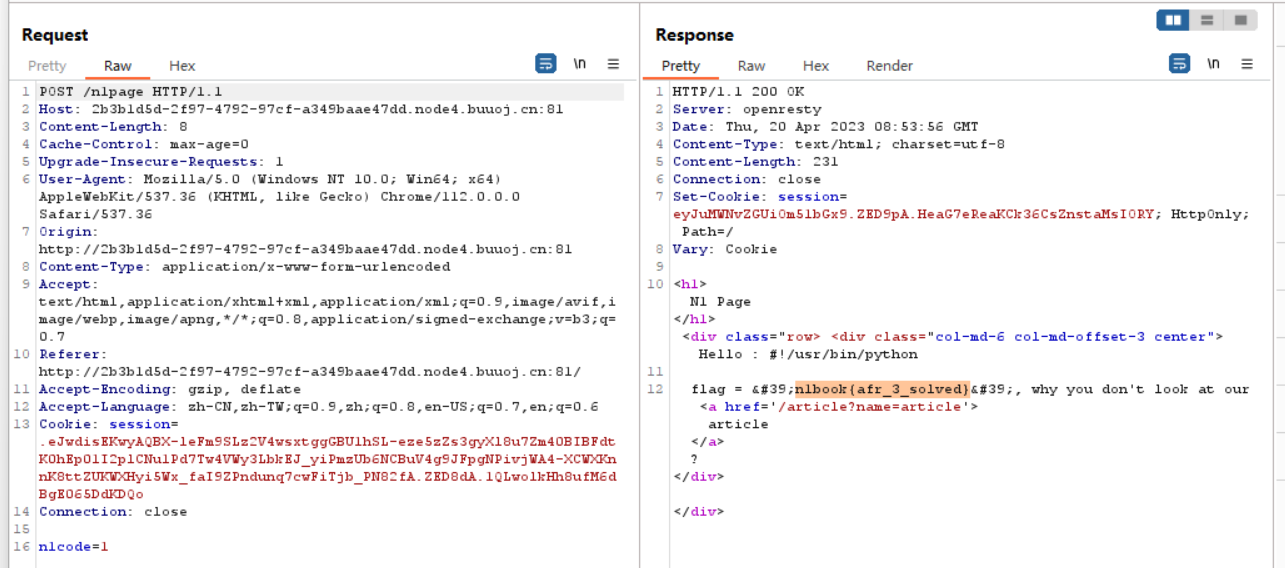 Request
Pretty Raw Hex \n
1 POST /nlpage HTTP/1.1
2 Host: 2b3b1d5d-2f97-4792-97cf-a349baae47dd.node4.buuoj.cn:81
3 Content-Length: 8
4 Cache-Control: max-age=0
5 Upgrade-Insecure-Requests: 1
6 User-Agent: Mozilla/5.0 (Windows NT 10.0; Win64; x64)
AppleWebKit/537.36 (KHTML, like Gecko) Chrome/112.0.0.0
Safari/537.36
7 Origin:
http://2b3b1d5d-2f97-4792-97cf-a349baae47dd.node4.buuoj.cn:81
8 Content-Type: application/x-www-form-urlencoded
9 Accept:
text/html,application/xhtml+xml,application/xml;q=0.9,image/avif,i
mage/webp,image/apng,*/*;q=0.8,application/signed-exchange;v=b3;q=
0.7
10 Referer:
http://2b3b1d5d-2f97-4792-97cf-a349baae47dd.node4.buuoj.cn:81/
11 Accept-Encoding: gzip, deflate
12 Accept-Language: zh-CN,zh-TW;q=0.9,zh;q=0.8,en-US;q=0.7,en;q=0.6
13 Cookie: session=
14 Connection: close
15
16 nlcode=1
Response
Pretty Raw Hex Render \n
1 HTTP/1.1 200 OK
2 Server: openresty
3 Date: Thu, 20 Apr 2023 08:53:56 GMT
4 Content-Type: text/html; charset=utf-8
5 Content-Length: 231
6 Connection: close
7 Set-Cookie: session=
eyJuMWNvZGUiOm51bGx9.ZED9pA.HeaG7eReaKCk36CsZnstaMsIORY; HttpOnly;
Path=/
8 Vary: Cookie
9
10 <h1>
N1 Page
</h1>
<div class="row> <div class="col-md-6 col-md-offset-3 center">
Hello : #!/usr/bin/python
11
12 flag = &#39;n1book{afr_3_solved}&#39;, why you don't look at our
<a href='/article?name=article'>
article
</a>
?
</div>
</div>